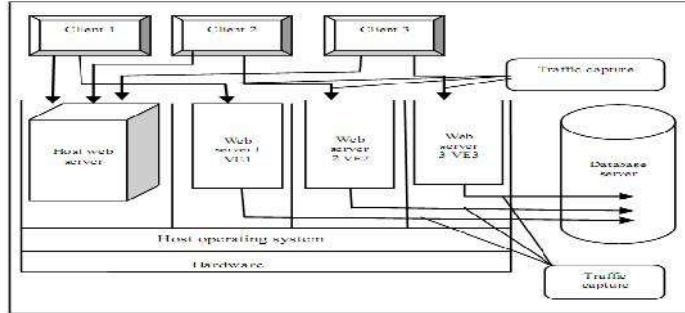 Client 1
Client 2
Client 3
Traffic capture
Host web
server
Web
server 1
VE1
Web
server
2 VE2
Web
server
3 VE3
Database
server
Host operating system
Hardware
Traffic
capture